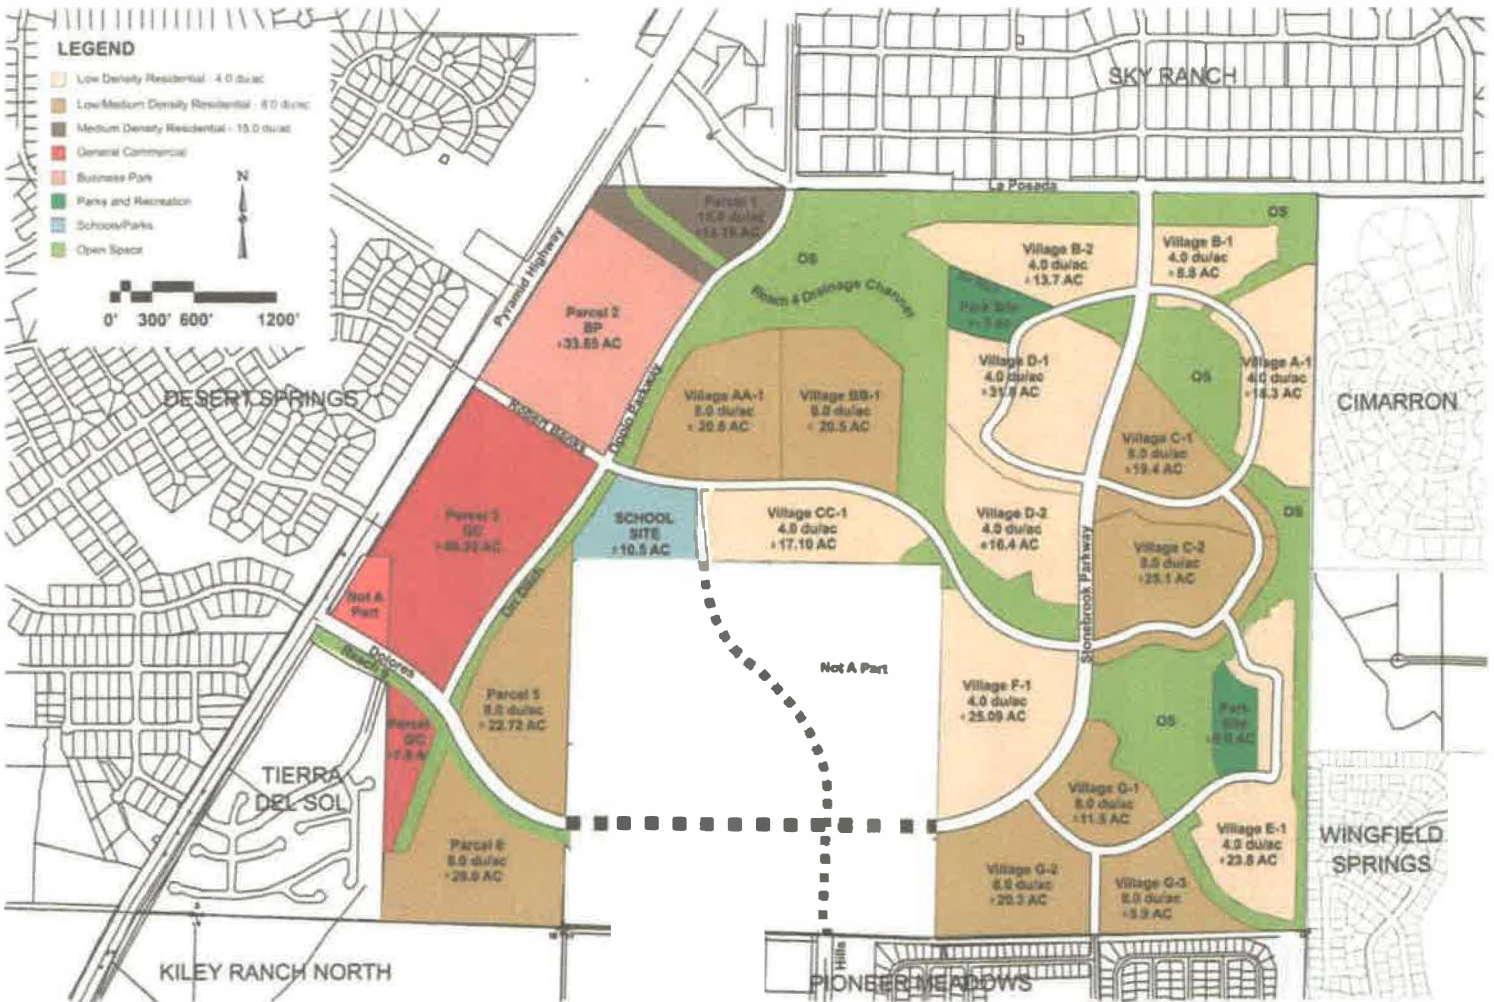 LEGEND
Low Density Residential - 4.0 du/ac
Low/Medium Density Residential - 8.0 du/ac
Medium Density Residential - 15.0 du/ac
General Commercial
Business Park
Parks and Recreation
Schools/Parks
Open Space
N
0' 300' 600' 1200'
SKY RANCH
La Posada
Pyramid Highway
Parcel 1
15.0 du/ac
OS
OS
Reach 4 Drainage Channel
Village B-2
4.0 du/ac
± 13.7 AC
Village B-1
4.0 du/ac
± 8.8 AC
Park Site
Parcel 2
BP
±33.65 AC
Village D-1
4.0 du/ac
Village A-1
4.0 du/ac
OS
DESERT SPRINGS
CIMARRON
Village AA-1
8.0 du/ac
± 20.6 AC
Village BB-1
8.0 du/ac
± 20.5 AC
Parkway
Village C-1
8.0 du/ac
±19.4 AC
Parcel 3
GC
SCHOOL
SITE
±10.5 AC
Village CC-1
4.0 du/ac
±17.10 AC
Village D-2
4.0 du/ac
±16.4 AC
OS
Village C-2
8.0 du/ac
±25.1 AC
Stonebrook Parkway
Orr Ditch
Not A
Part
Dolores
Reach
Not A Part
Parcel 5
8.0 du/ac
± 22.72 AC
Village F-1
4.0 du/ac
± 25.09 AC
OS
Park
Site
Parcel
GC
TIERRA
DEL SOL
Village G-1
8.0 du/ac
±11.5 AC
Village E-1
4.0 du/ac
±23.8 AC
WINGFIELD
SPRINGS
Parcel 6
8.0 du/ac
Village G-2
8.0 du/ac
±20.3 AC
Village G-3
8.0 du/ac
KILEY RANCH NORTH
Hills
PIONEER MEADOWS